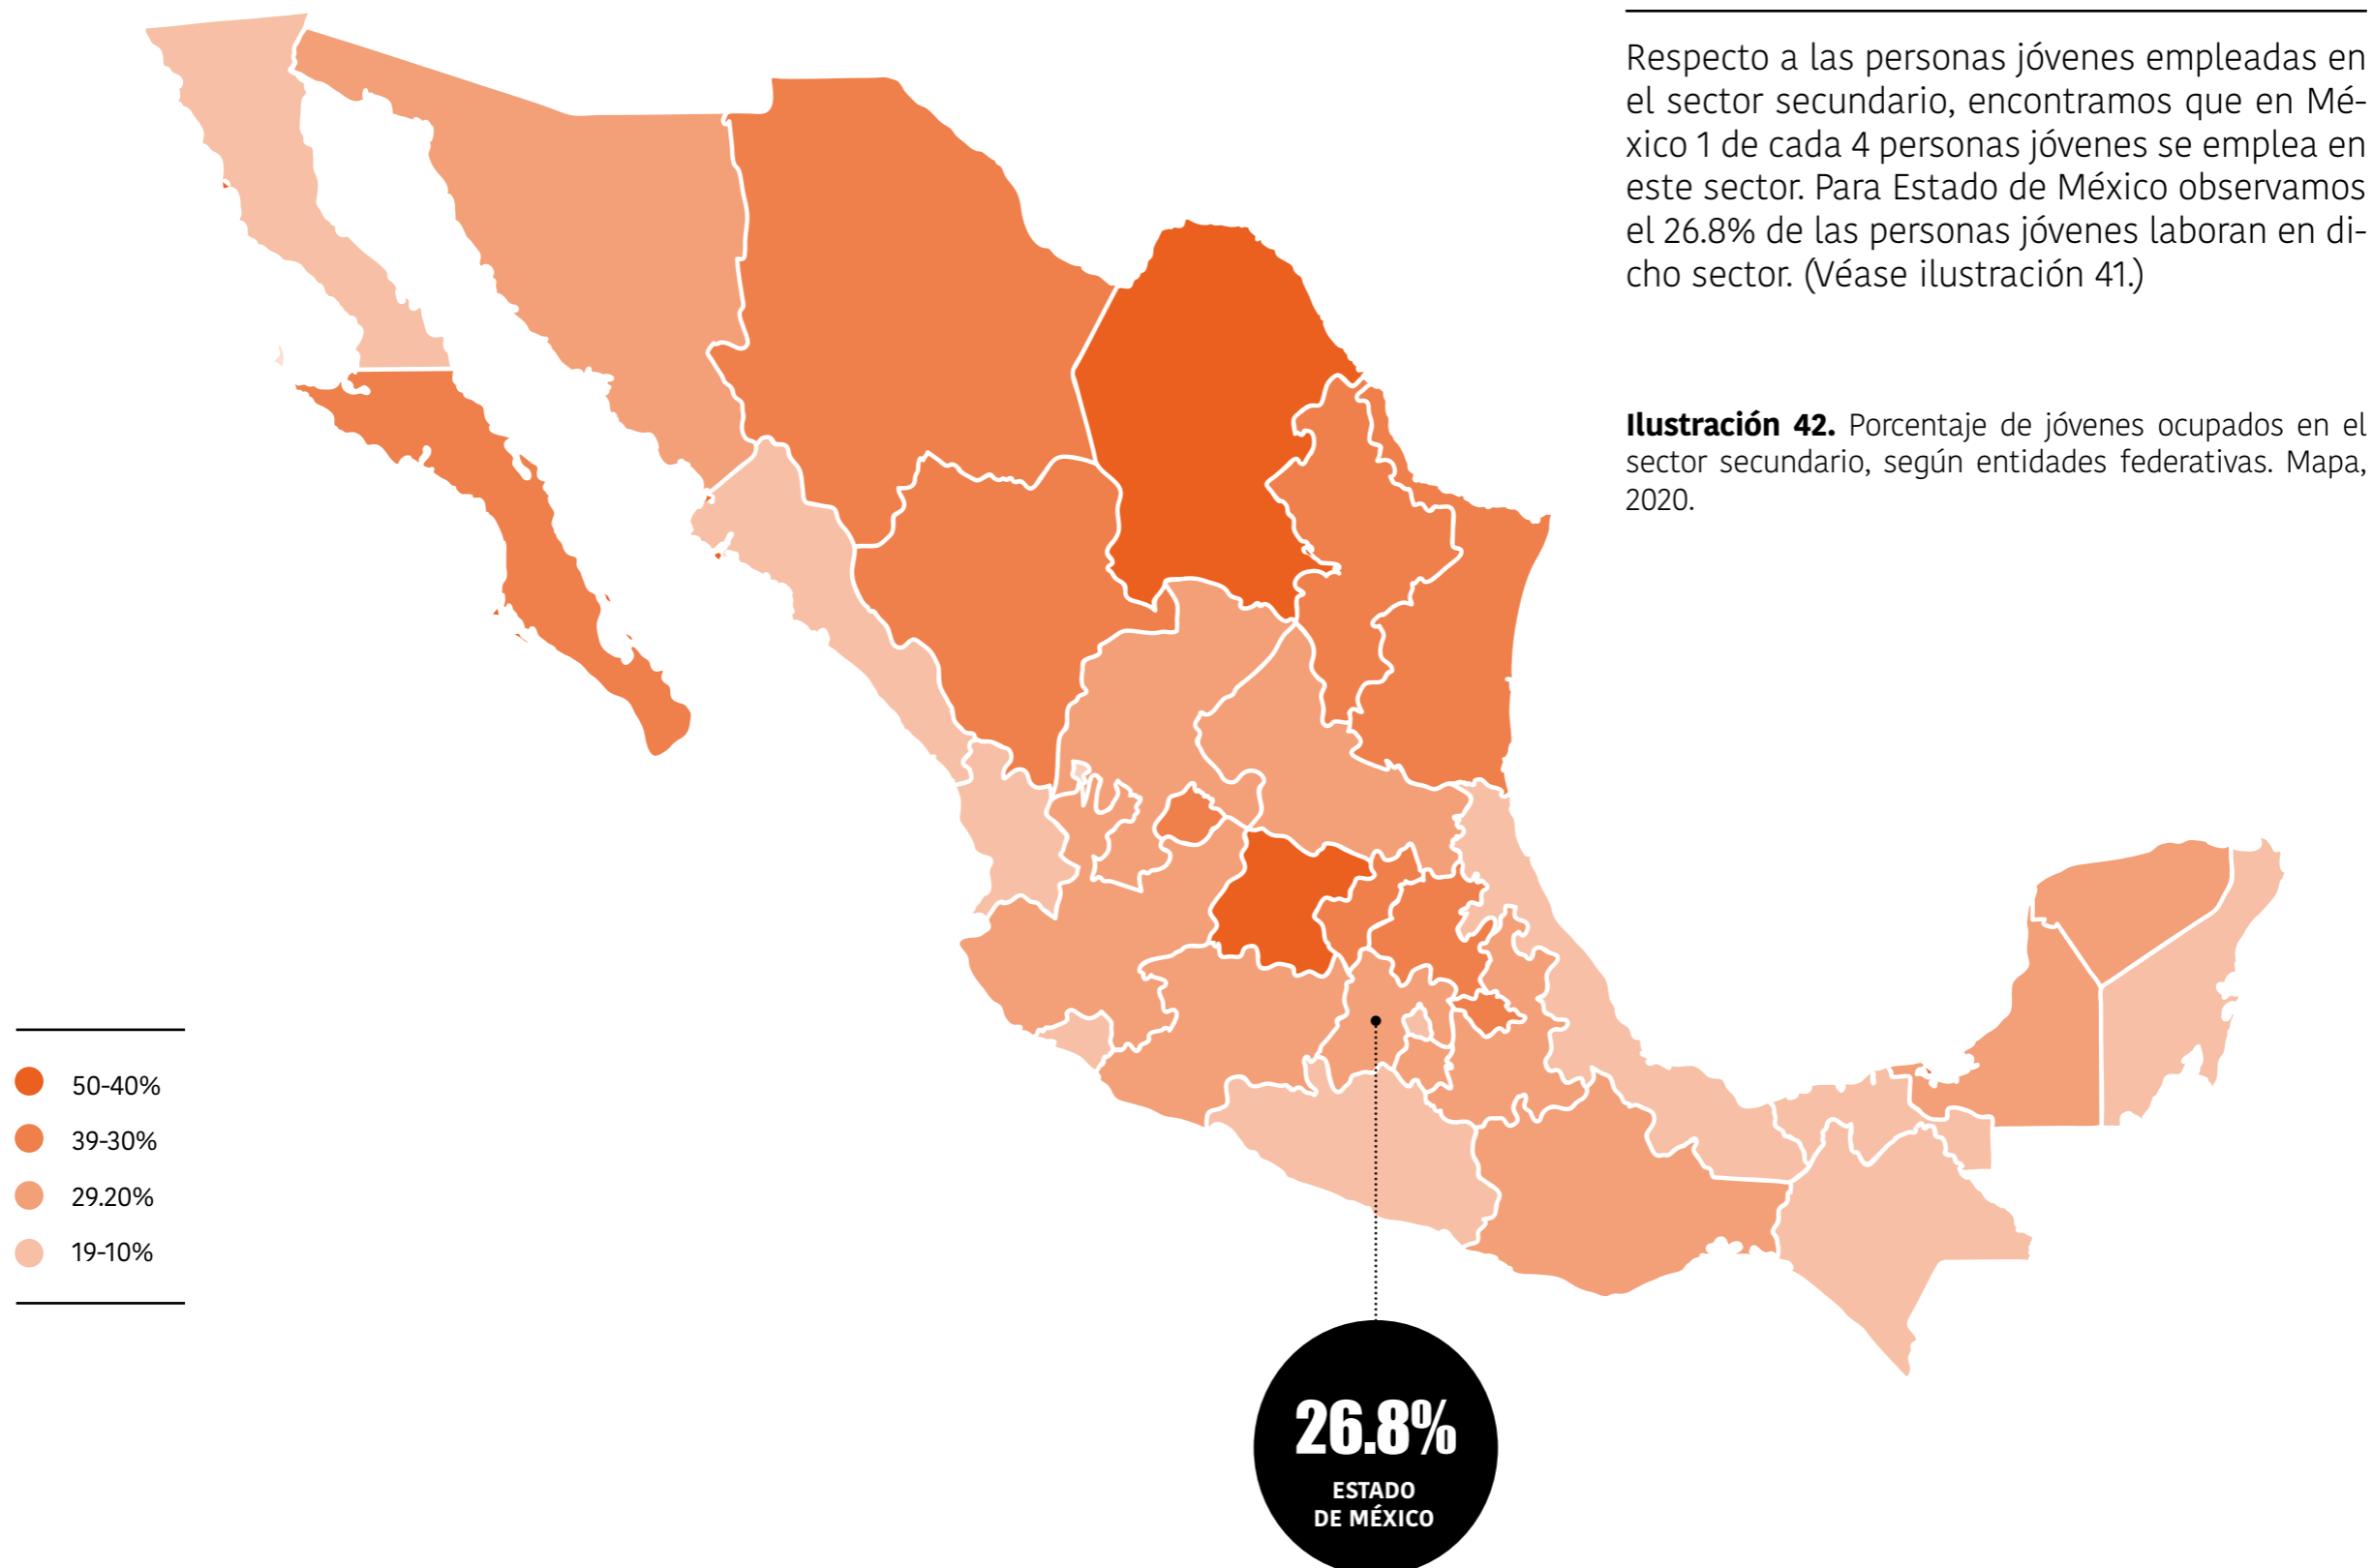 Respecto a las personas jóvenes empleadas en
el sector secundario, encontramos que en Mé-
xico 1 de cada 4 personas jóvenes se emplea en
este sector. Para Estado de México observamos
el 26.8% de las personas jóvenes laboran en di-
cho sector. (Véase ilustración 41.)
Ilustración 42. Porcentaje de jóvenes ocupados en el
sector secundario, según entidades federativas. Mapa,
2020.
50-40%
39-30%
29.20%
19-10%
26.8%
ESTADO
DE MÉXICO